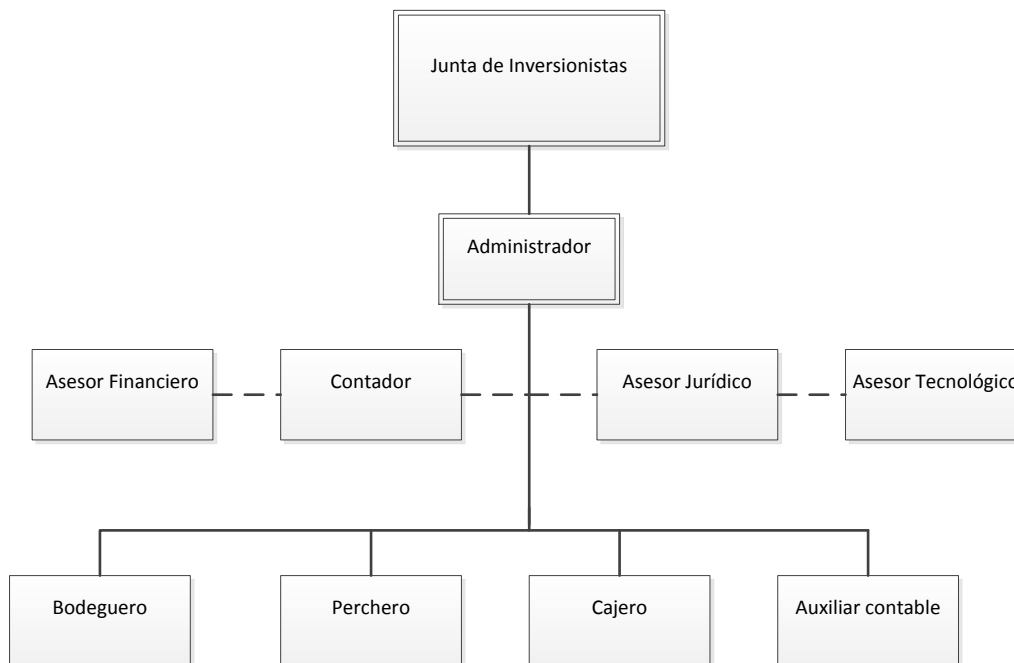 Junta de Inversionistas
Administrador
Asesor Financiero
Contador
Asesor Jurídico
Asesor Tecnológico
Bodeguero
Perchero
Cajero
Auxiliar contable